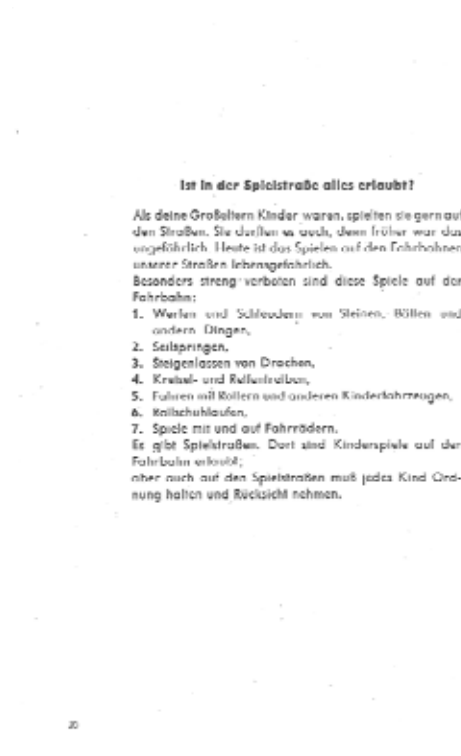 Ist in der Spielstraße alles erlaubt?
Als deine Großeltern Kinder waren, spielten sie gern auf
den Straßen. Sie durften es auch, denn früher war das
ungefährlich. Heute ist das Spielen auf den Fahrbahnen
unserer Straßen lebensgefährlich.
Besonders streng verboten sind diese Spiele auf der
Fahrbahn:
1. Werfen und Schleudern von Steinen, Bällen und
andern Dingen,
2. Seilspringen,
3. Steigenlassen von Drachen,
4. Kreisel- und Reifentreiben,
5. Fahren mit Rollern und anderen Kinderfahrzeugen,
6. Rollschuhlaufen,
7. Spiele mit und auf Fahrrädern.
Es gibt Spielstraßen. Dort sind Kinderspiele auf der
Fahrbahn erlaubt;
aber auch auf den Spielstraßen muß jedes Kind Ord-
nung halten und Rücksicht nehmen.